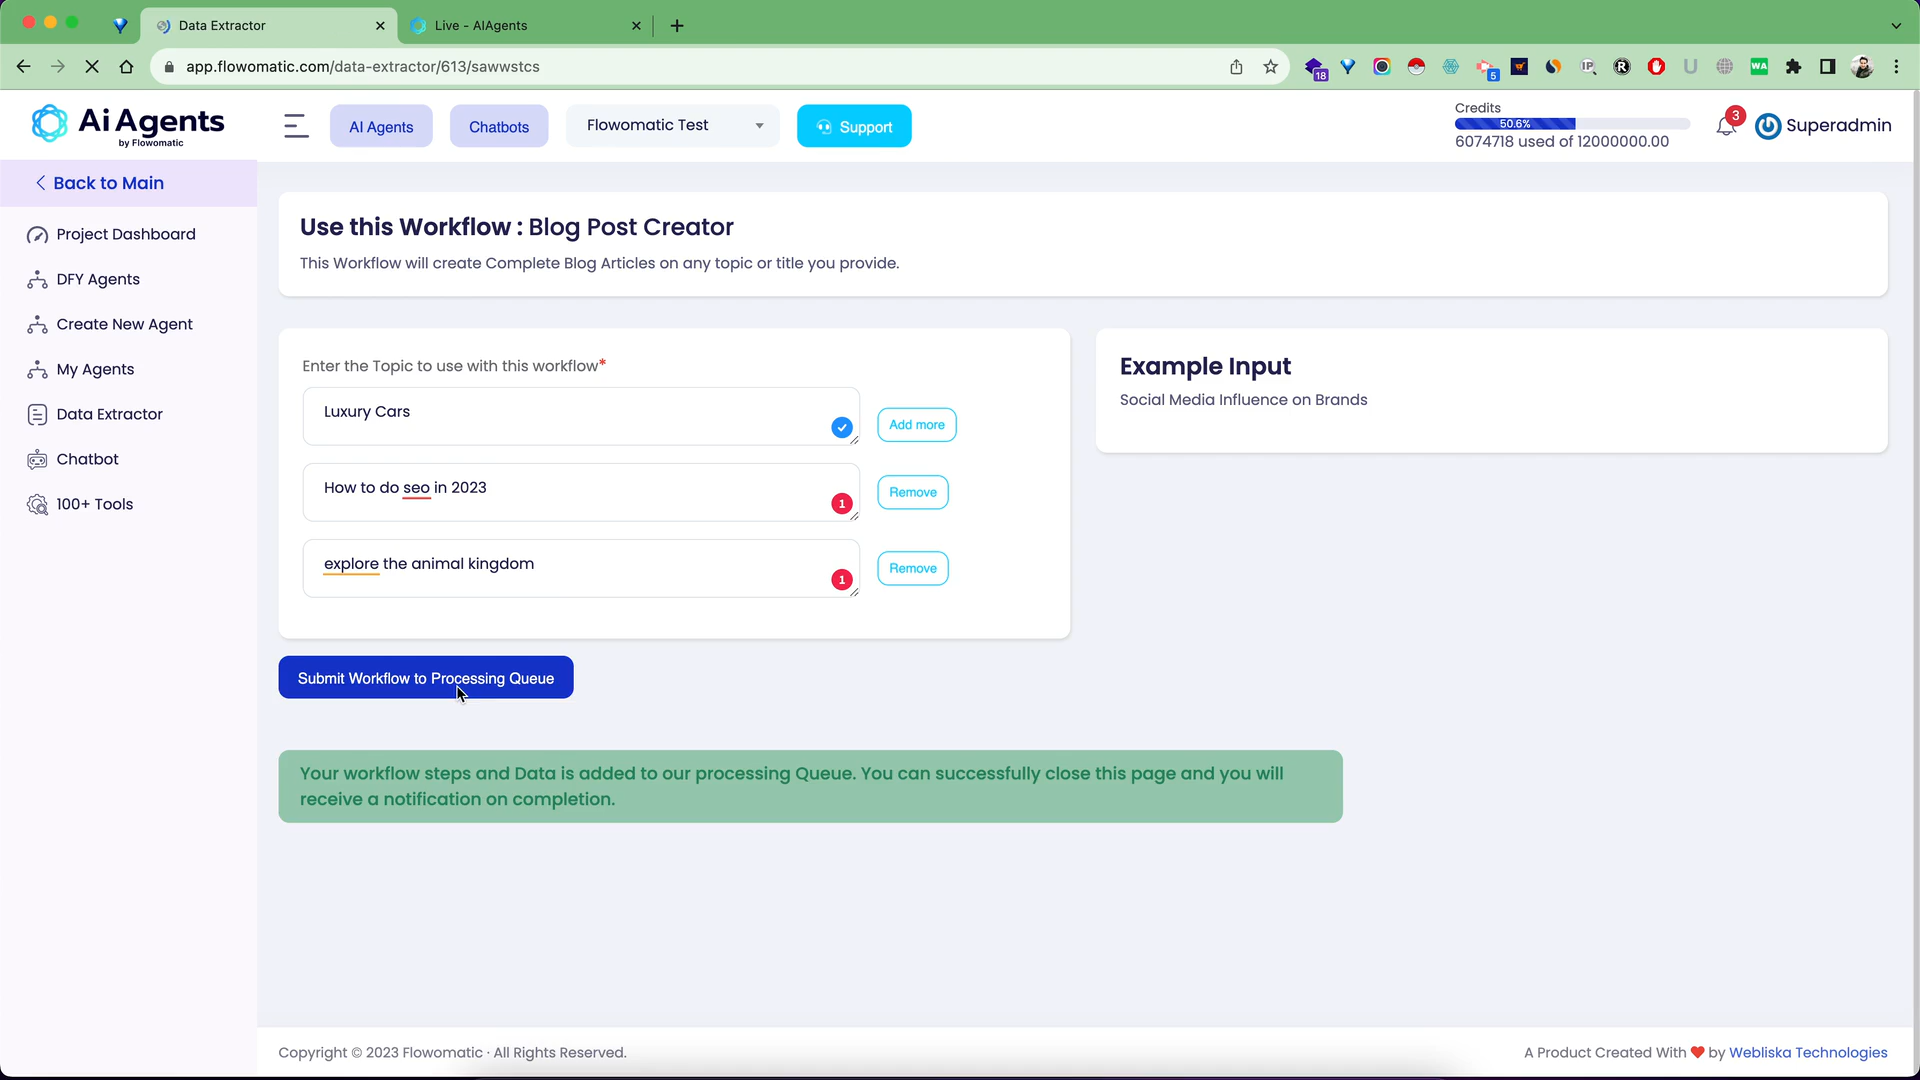 Data Extractor
Live - AIAgents
app.flowomatic.com/data-extractor/613/sawwstcs
18
5
IP
R
U
WA
Ai Agents
by Flowomatic
AI Agents
Chatbots
Flowomatic Test
Support
Credits
50.6%
6074718 used of 12000000.00
3
Superadmin
Back to Main
Project Dashboard
DFY Agents
Create New Agent
My Agents
Data Extractor
Chatbot
100+ Tools
Use this Workflow : Blog Post Creator
This Workflow will create Complete Blog Articles on any topic or title you provide.
Enter the Topic to use with this workflow*
Luxury Cars
Add more
How to do seo in 2023
1
Remove
explore the animal kingdom
1
Remove
Example Input
Social Media Influence on Brands
Submit Workflow to Processing Queue
Your workflow steps and Data is added to our processing Queue. You can successfully close this page and you will
receive a notification on completion.
Copyright © 2023 Flowomatic · All Rights Reserved.
A Product Created With ❤ by Webliska Technologies